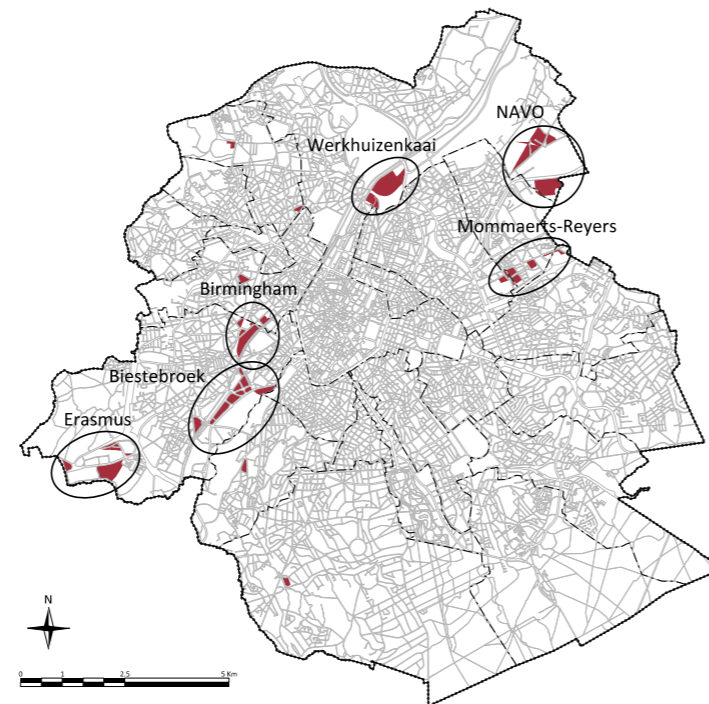 NAVO
Werkhuizenkaai
Mommaerts-Reyers
Birmingham
Biestebroek
Erasmus
N
0 1 2,5 5 Km